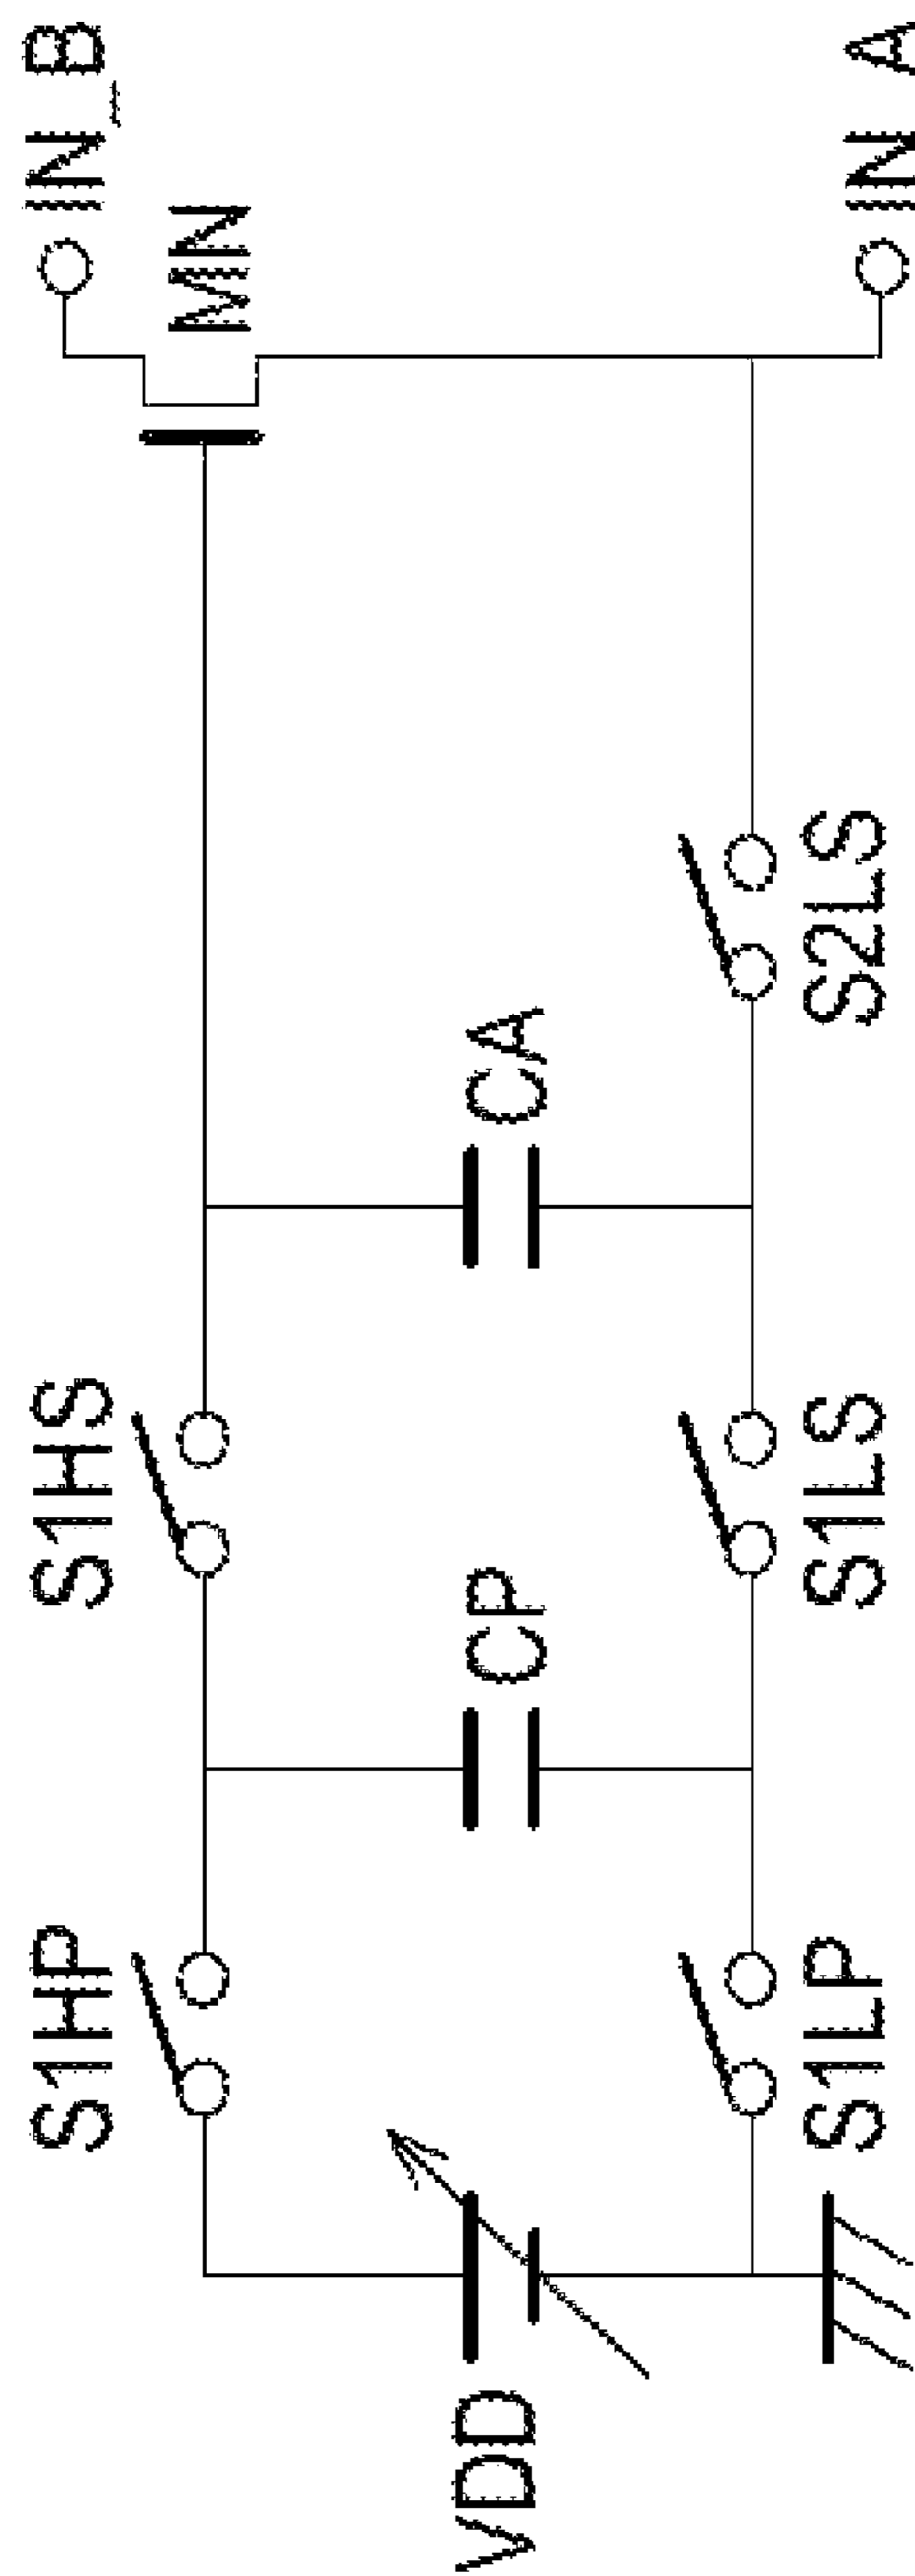 VDD
S1HP
S1LP
CP
S1HS
S1LS
CA
S2LS
MN
IN_B
IN_A